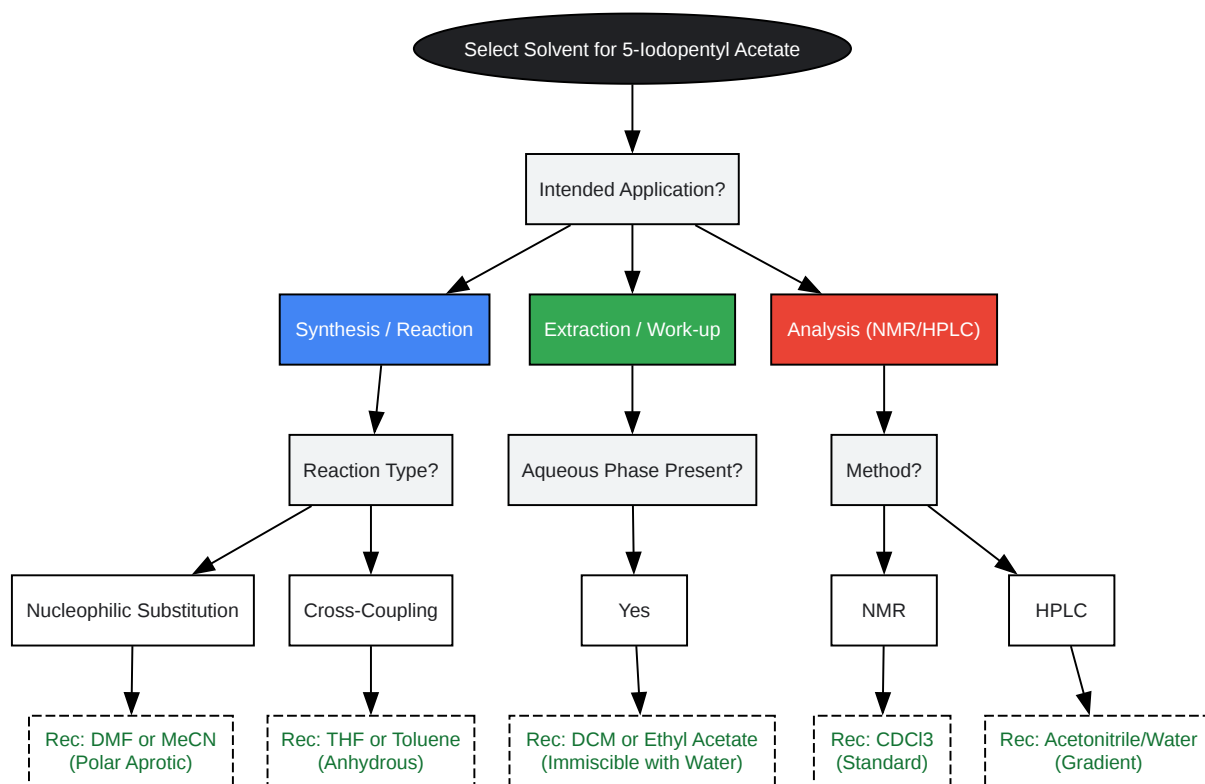 Select Solvent for 5-Iodopentyl Acetate
Intended Application?
Synthesis / Reaction
Extraction / Work-up
Analysis (NMR/HPLC)
Reaction Type?
Aqueous Phase Present?
Method?
Nucleophilic Substitution
Cross-Coupling
Yes
NMR
HPLC
Rec: DMF or MeCN
(Polar Aprotic)
Rec: THF or Toluene
(Anhydrous)
Rec: DCM or Ethyl Acetate
(Immiscible with Water)
Rec: CDCl3
(Standard)
Rec: Acetonitrile/Water
(Gradient)